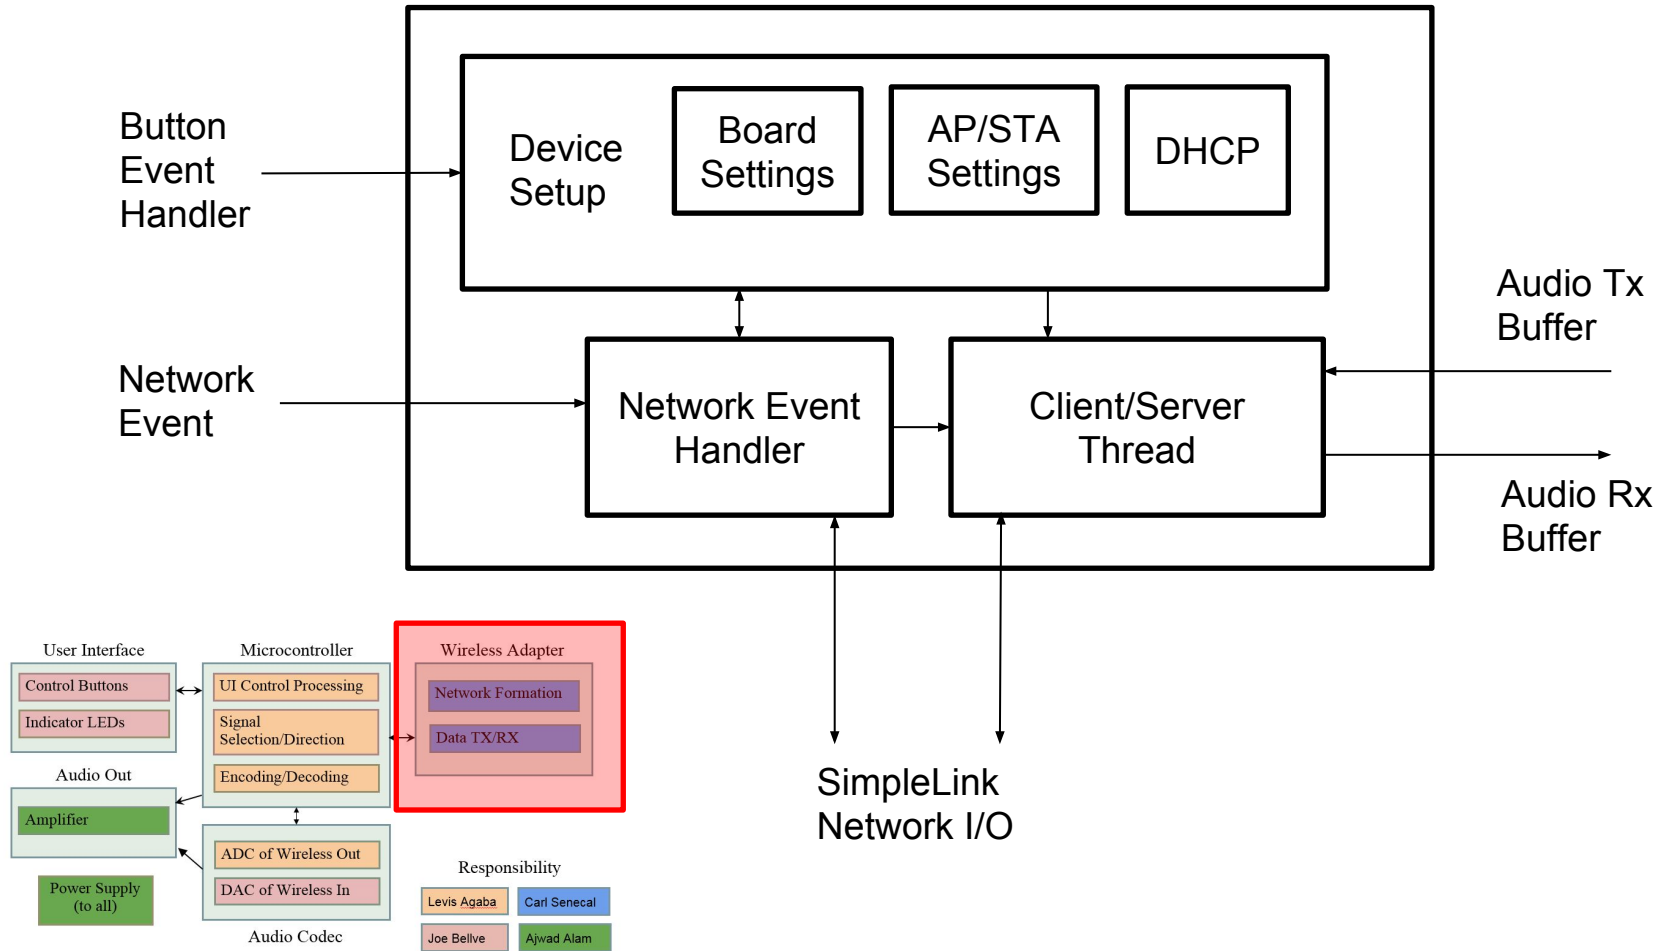 Button
Event
Handler
Device
Setup
Board
Settings
AP/STA
Settings
DHCP
Network
Event
Network Event
Handler
Client/Server
Thread
Audio Tx
Buffer
Audio Rx
Buffer
SimpleLink
Network I/O
User Interface
Control Buttons
Indicator LEDs
Microcontroller
UI Control Processing
Signal
Selection/Direction
Encoding/Decoding
Wireless Adapter
Network Formation
Data TX/RX
Audio Out
Amplifier
ADC of Wireless Out
DAC of Wireless In
Audio Codec
Power Supply
(to all)
Responsibility
Levis Agaba
Carl Senecal
Joe Bellve
Ajwad Alam